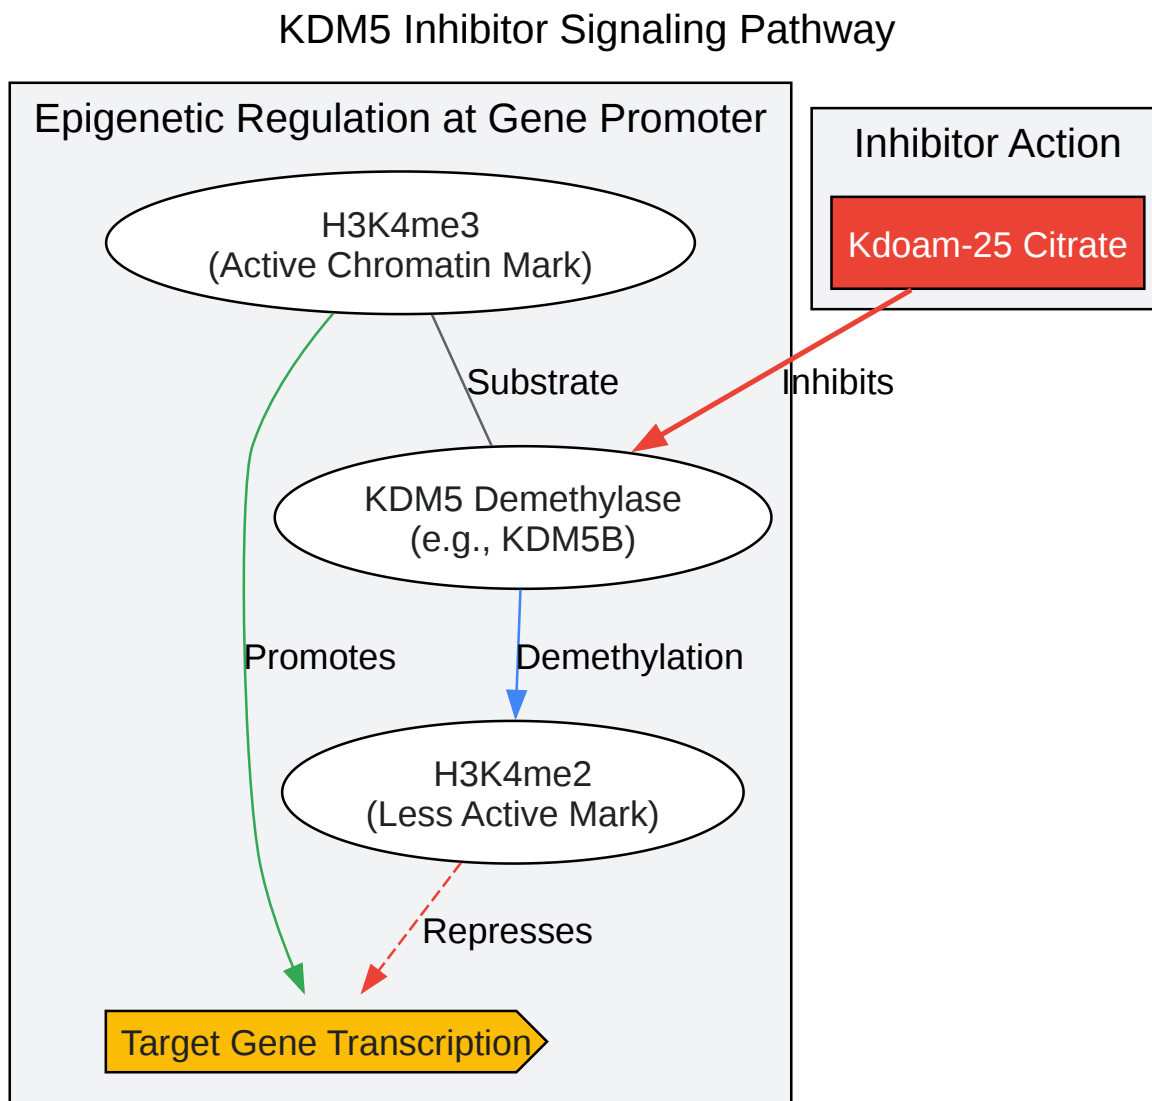 KDM5 Inhibitor Signaling Pathway
Epigenetic Regulation at Gene Promoter
Inhibitor Action
H3K4me3
(Active Chromatin Mark)
Kdoam-25 Citrate
Substrate
Inhibits
KDM5 Demethylase
(e.g., KDM5B)
Promotes
Demethylation
H3K4me2
(Less Active Mark)
Represses
Target Gene Transcription